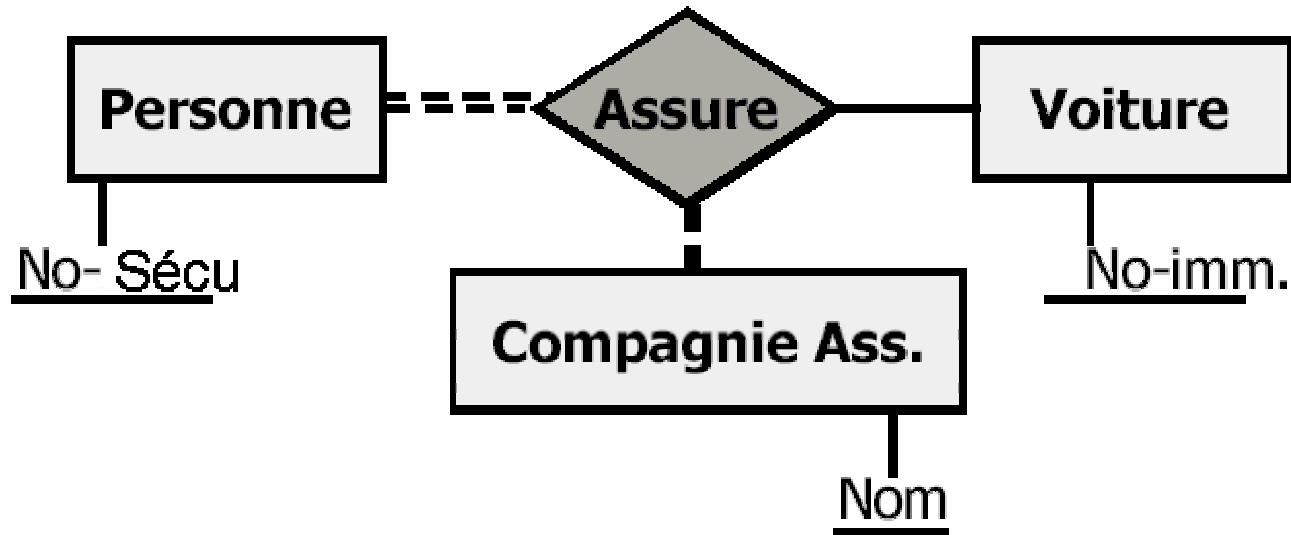 Personne
Assure
Voiture
No- Sécu
No-imm.
Compagnie Ass.
Nom